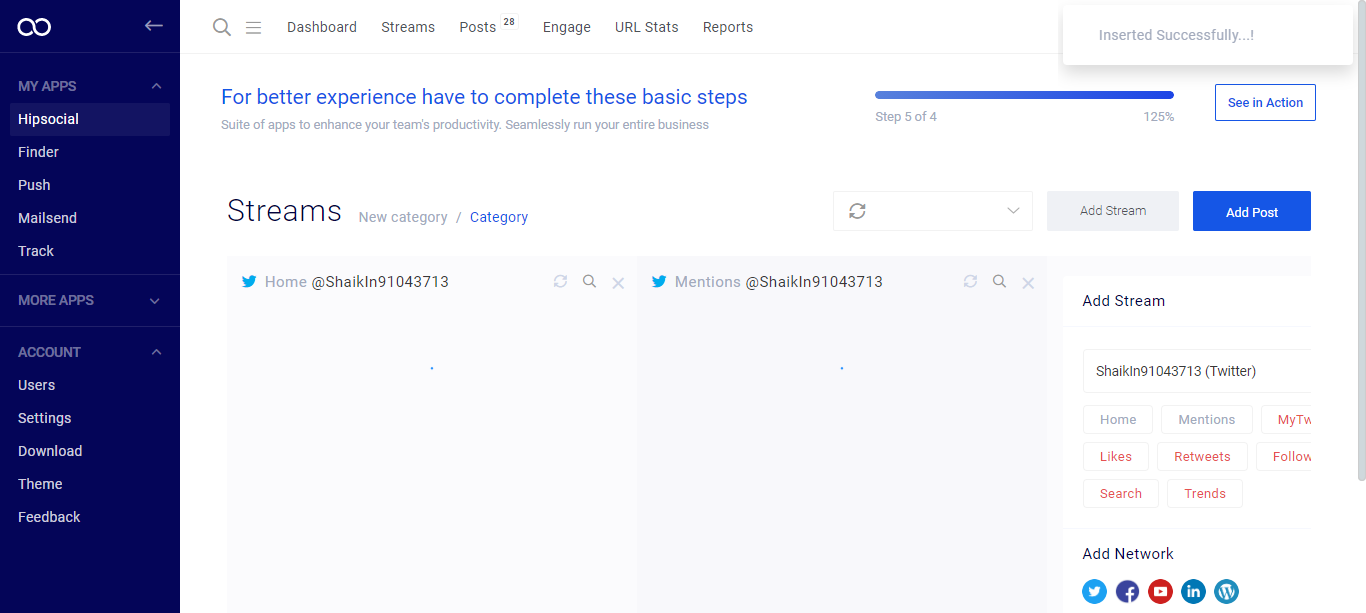 Dashboard Streams Posts 28 Engage URL Stats Reports
Inserted Successfully...!
MY APPS
Hipsocial
Finder
Push
Mailsend
Track
MORE APPS
ACCOUNT
Users
Settings
Download
Theme
Feedback
For better experience have to complete these basic steps
Suite of apps to enhance your team's productivity. Seamlessly run your entire business
Step 5 of 4 125%
See in Action
Streams New category / Category
Add Stream
Add Post
Home @ShaikIn91043713
Mentions @ShaikIn91043713
Add Stream
ShaikIn91043713 (Twitter)
Home Mentions MyTw
Likes Retweets Follow
Search Trends
Add Network